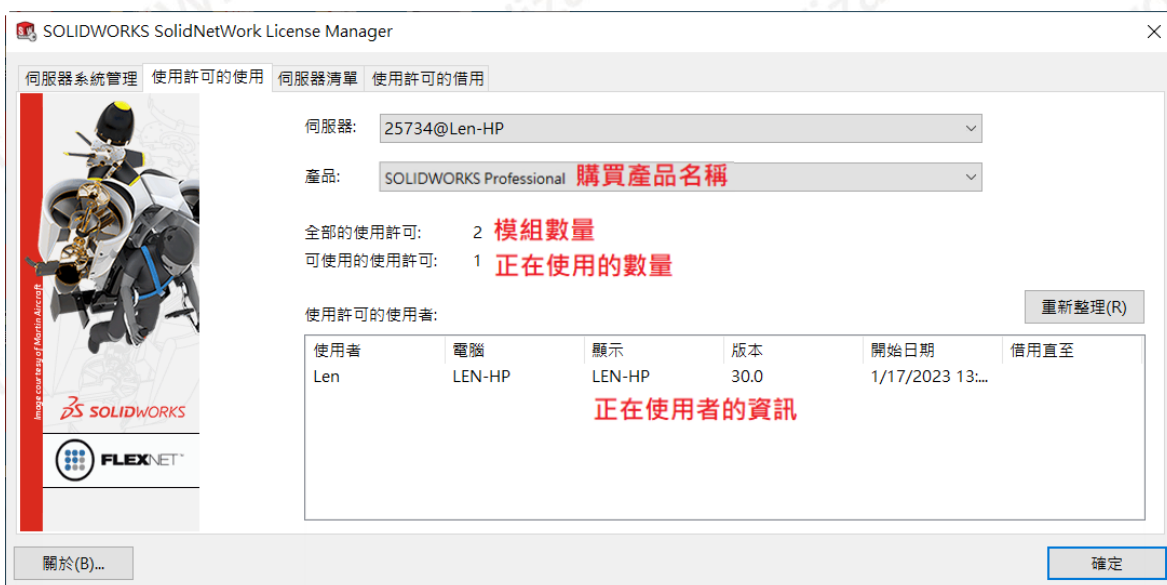 SOLIDWORKS SolidNetWork License Manager
伺服器系統管理 使用許可的使用 伺服器清單 使用許可的借用
伺服器: 25734@Len-HP
產品: SOLIDWORKS Professional 購買產品名稱
全部的使用許可: 2 模組數量
可使用的使用許可: 1 正在使用的數量
重新整理(R)
使用許可的使用者:
使用者 電腦 顯示 版本 開始日期 借用直至
Len LEN-HP LEN-HP 30.0 1/17/2023 13:...
正在使用者的資訊
Image courtesy of Martin Aircraft
SOLIDWORKS
FLEXNET
關於(B)... 確定